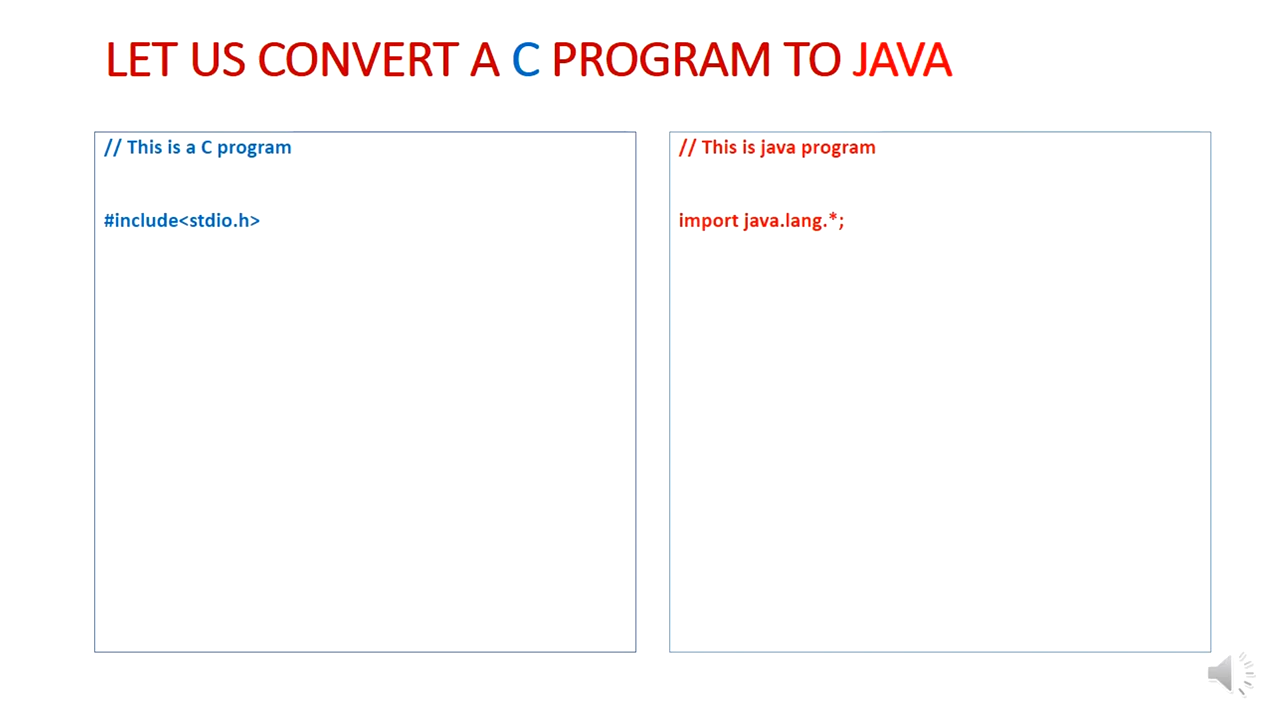 LET US CONVERT A C PROGRAM TO JAVA
// This is a C program
#include<stdio.h>
// This is java program
import java.lang.*;